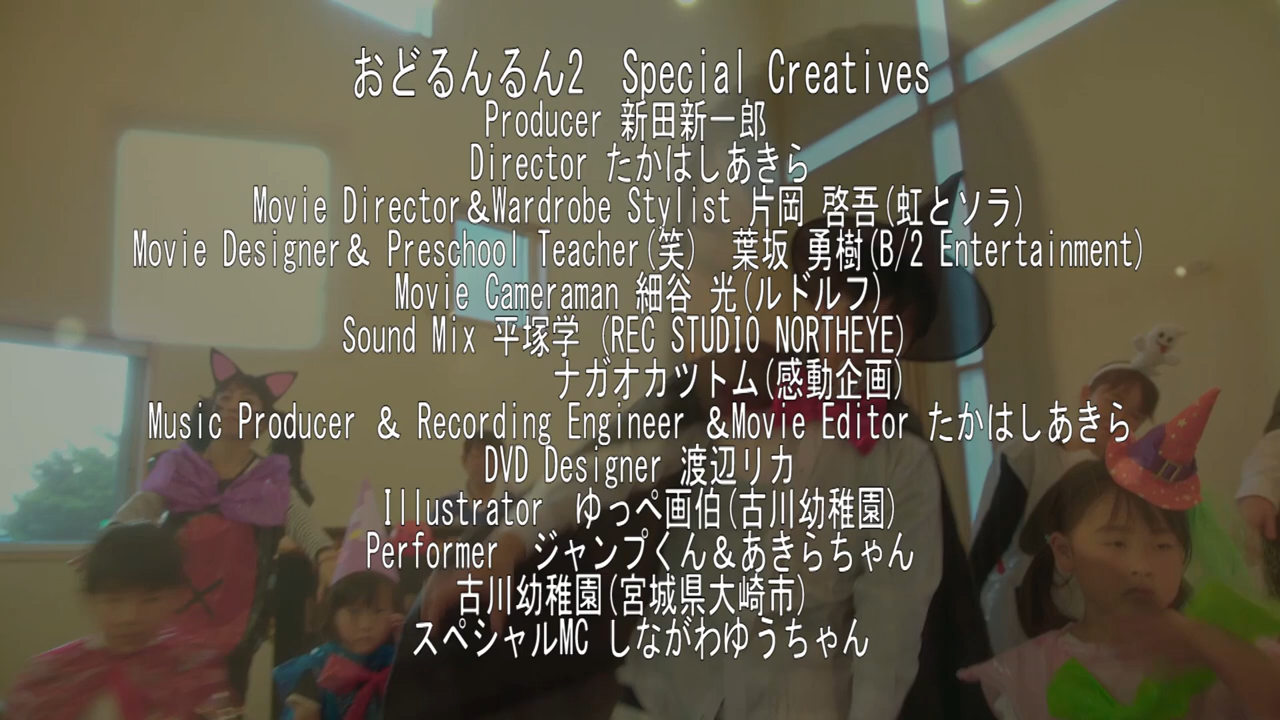 おどるんるん2　Special Creatives
Producer 新田新一郎
Director たかはしあきら
Movie Director＆Wardrobe Stylist 片岡 啓吾(虹とソラ)
Movie Designer＆ Preschool Teacher(笑)　葉坂 勇樹(B/2 Entertainment)
Movie Cameraman 細谷 光(ルドルフ)
Sound Mix 平塚学 (REC STUDIO NORTHEYE)
ナガオカツトム(感動企画)
Music Producer ＆ Recording Engineer ＆Movie Editor たかはしあきら
DVD Designer 渡辺リカ
Illustrator　ゆっぺ画伯(古川幼稚園)
Performer　ジャンプくん＆あきらちゃん
古川幼稚園(宮城県大崎市)
スペシャルMC しながわゆうちゃん